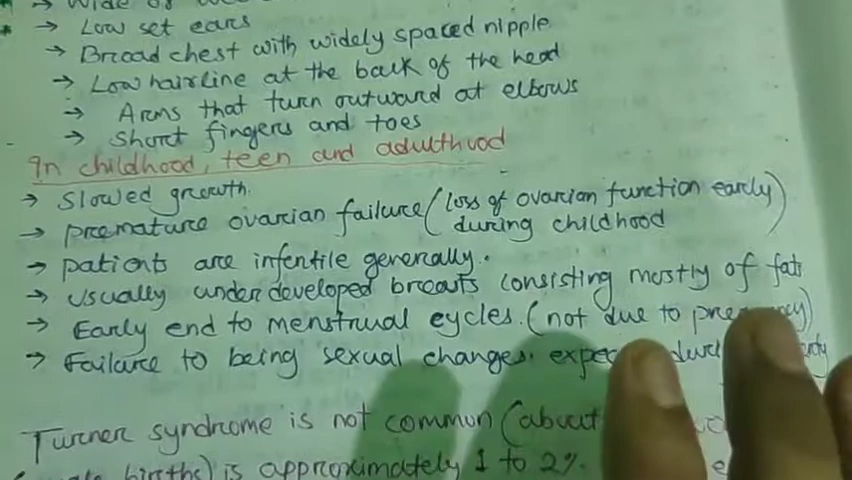 → Low set ears
→ Broad chest with widely spaced nipple
→ Low hairline at the back of the head
→ Arms that turn outward at elbows
→ Short fingers and toes
In childhood, teen and adulthood
→ Slowed growth.
→ Premature ovarian failure (loss of ovarian function early
during childhood)
→ patients are infertile generally.
→ usually underdeveloped breasts consisting mostly of fats
→ Early end to menstrual cycles. (not due to
→ Failure to being sexual changes.
Turner syndrome is not common (about
births) is approximately 1 to 2%.